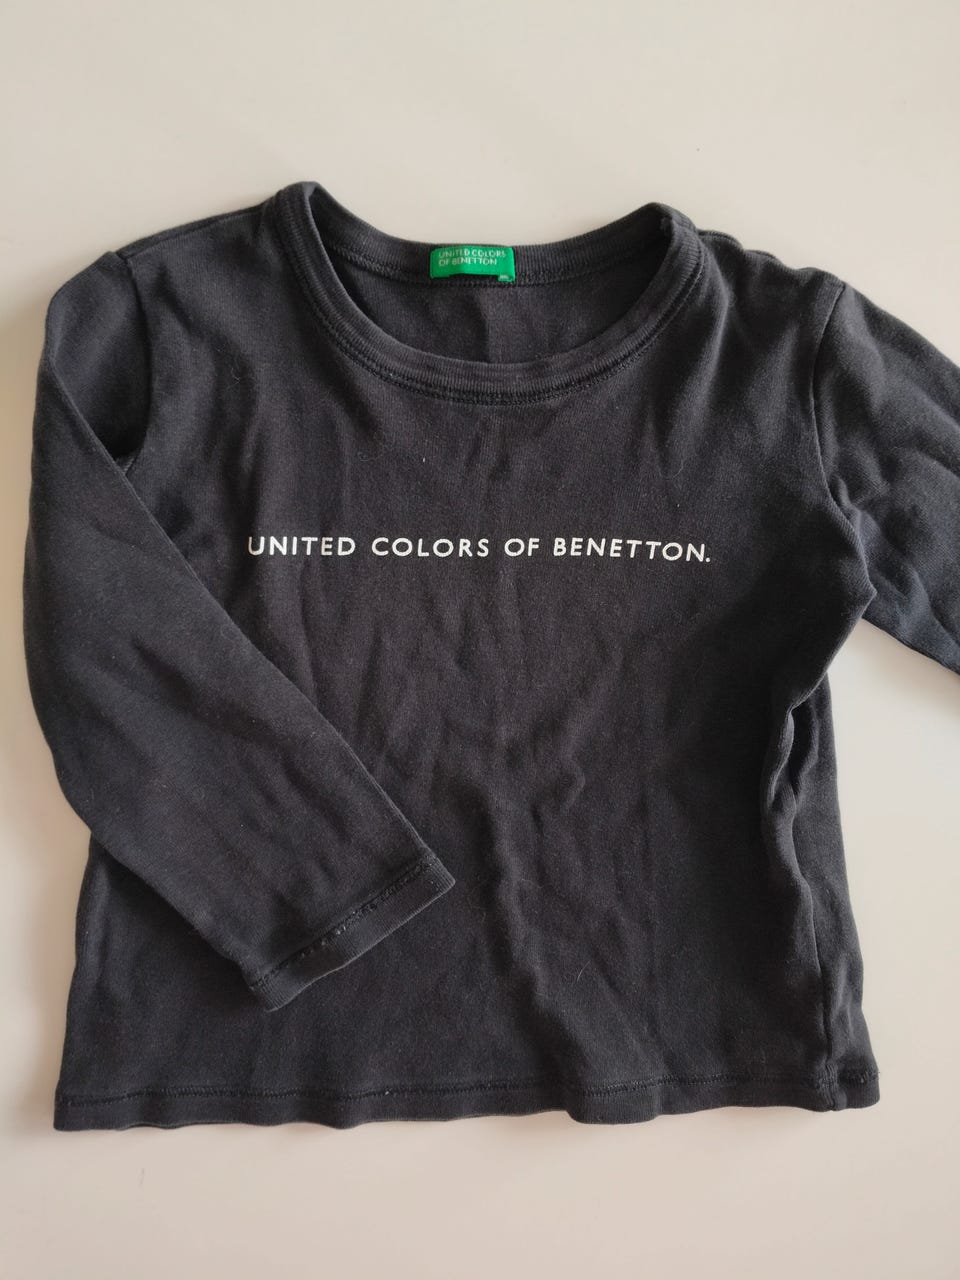 UNITED COLORS
OF BENETTON
UNITED COLORS OF BENETTON.